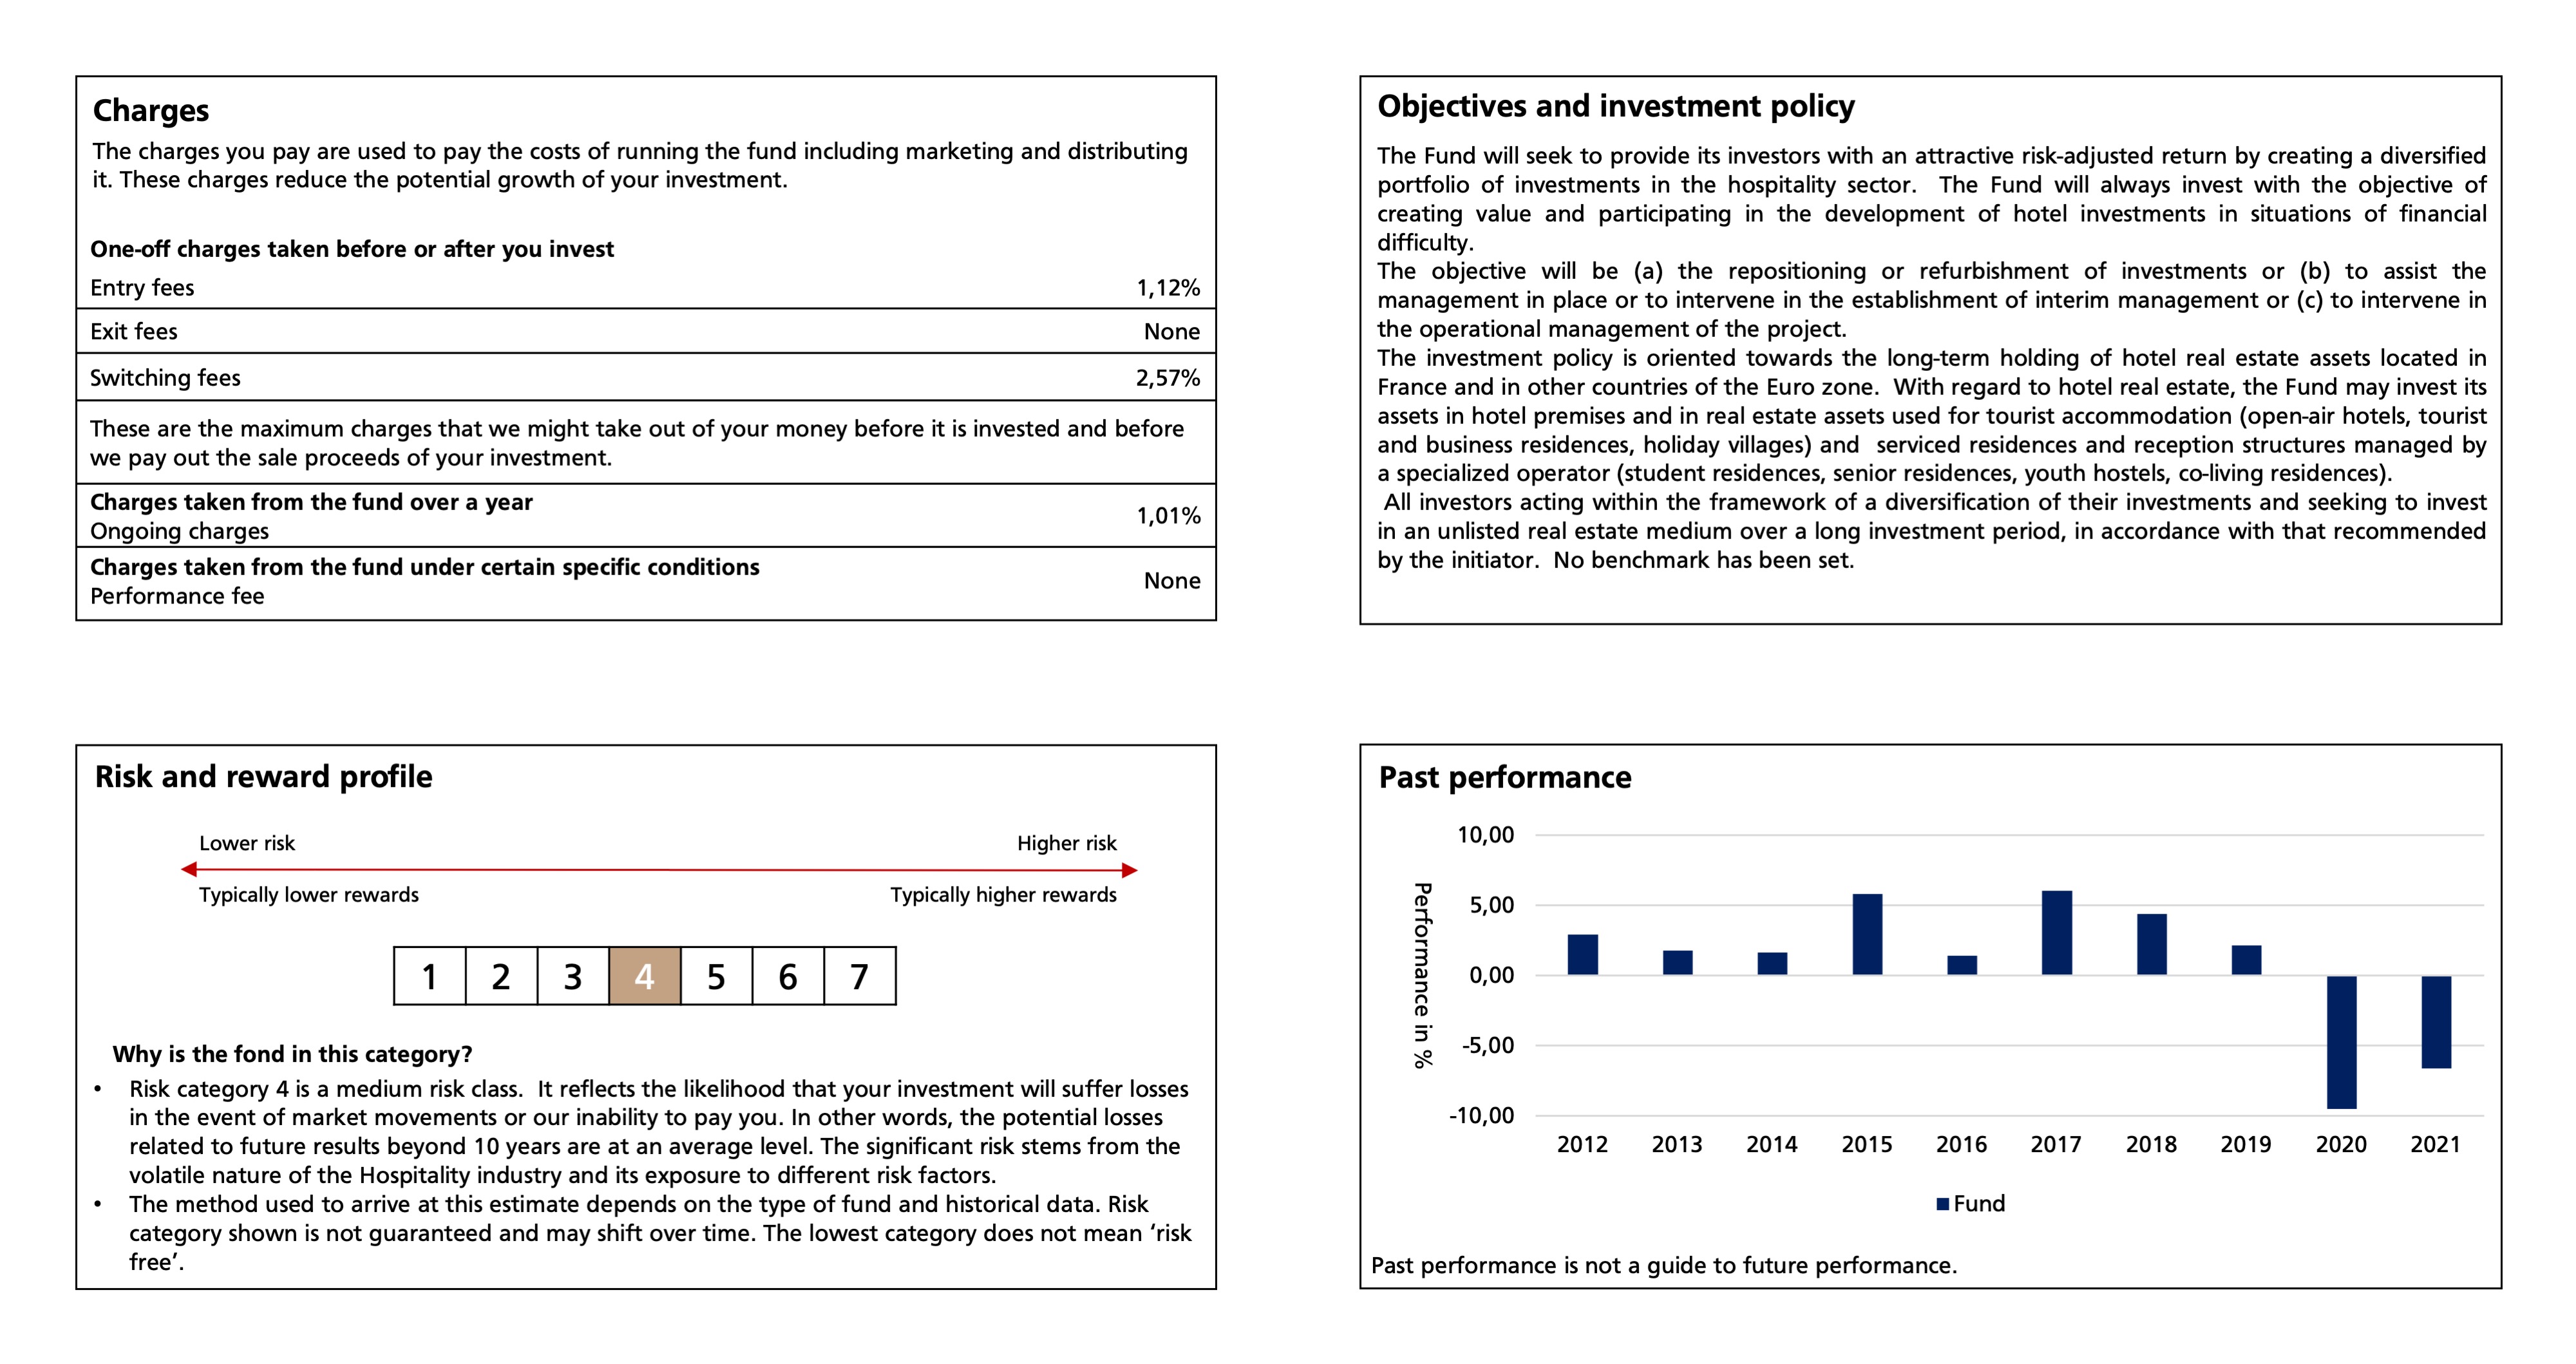 Charges
The charges you pay are used to pay the costs of running the fund including marketing and distributing
it. These charges reduce the potential growth of your investment.
One-off charges taken before or after you invest
Entry fees 1,12%
Exit fees None
Switching fees 2,57%
These are the maximum charges that we might take out of your money before it is invested and before
we pay out the sale proceeds of your investment.
Charges taken from the fund over a year
Ongoing charges 1,01%
Charges taken from the fund under certain specific conditions
Performance fee None
Objectives and investment policy
The Fund will seek to provide its investors with an attractive risk-adjusted return by creating a diversified
portfolio of investments in the hospitality sector. The Fund will always invest with the objective of
creating value and participating in the development of hotel investments in situations of financial
difficulty.
The objective will be (a) the repositioning or refurbishment of investments or (b) to assist the
management in place or to intervene in the establishment of interim management or (c) to intervene in
the operational management of the project.
The investment policy is oriented towards the long-term holding of hotel real estate assets located in
France and in other countries of the Euro zone. With regard to hotel real estate, the Fund may invest its
assets in hotel premises and in real estate assets used for tourist accommodation (open-air hotels, tourist
and business residences, holiday villages) and serviced residences and reception structures managed by
a specialized operator (student residences, senior residences, youth hostels, co-living residences).
All investors acting within the framework of a diversification of their investments and seeking to invest
in an unlisted real estate medium over a long investment period, in accordance with that recommended
by the initiator. No benchmark has been set.
Risk and reward profile
Lower risk Higher risk
Typically lower rewards Typically higher rewards
1 2 3 4 5 6 7
Why is the fond in this category?
• Risk category 4 is a medium risk class. It reflects the likelihood that your investment will suffer losses
in the event of market movements or our inability to pay you. In other words, the potential losses
related to future results beyond 10 years are at an average level. The significant risk stems from the
volatile nature of the Hospitality industry and its exposure to different risk factors.
• The method used to arrive at this estimate depends on the type of fund and historical data. Risk
category shown is not guaranteed and may shift over time. The lowest category does not mean ‘risk
free’.
Past performance
Performance in %
10,00
5,00
0,00
-5,00
-10,00
2012 2013 2014 2015 2016 2017 2018 2019 2020 2021
Fund
Past performance is not a guide to future performance.